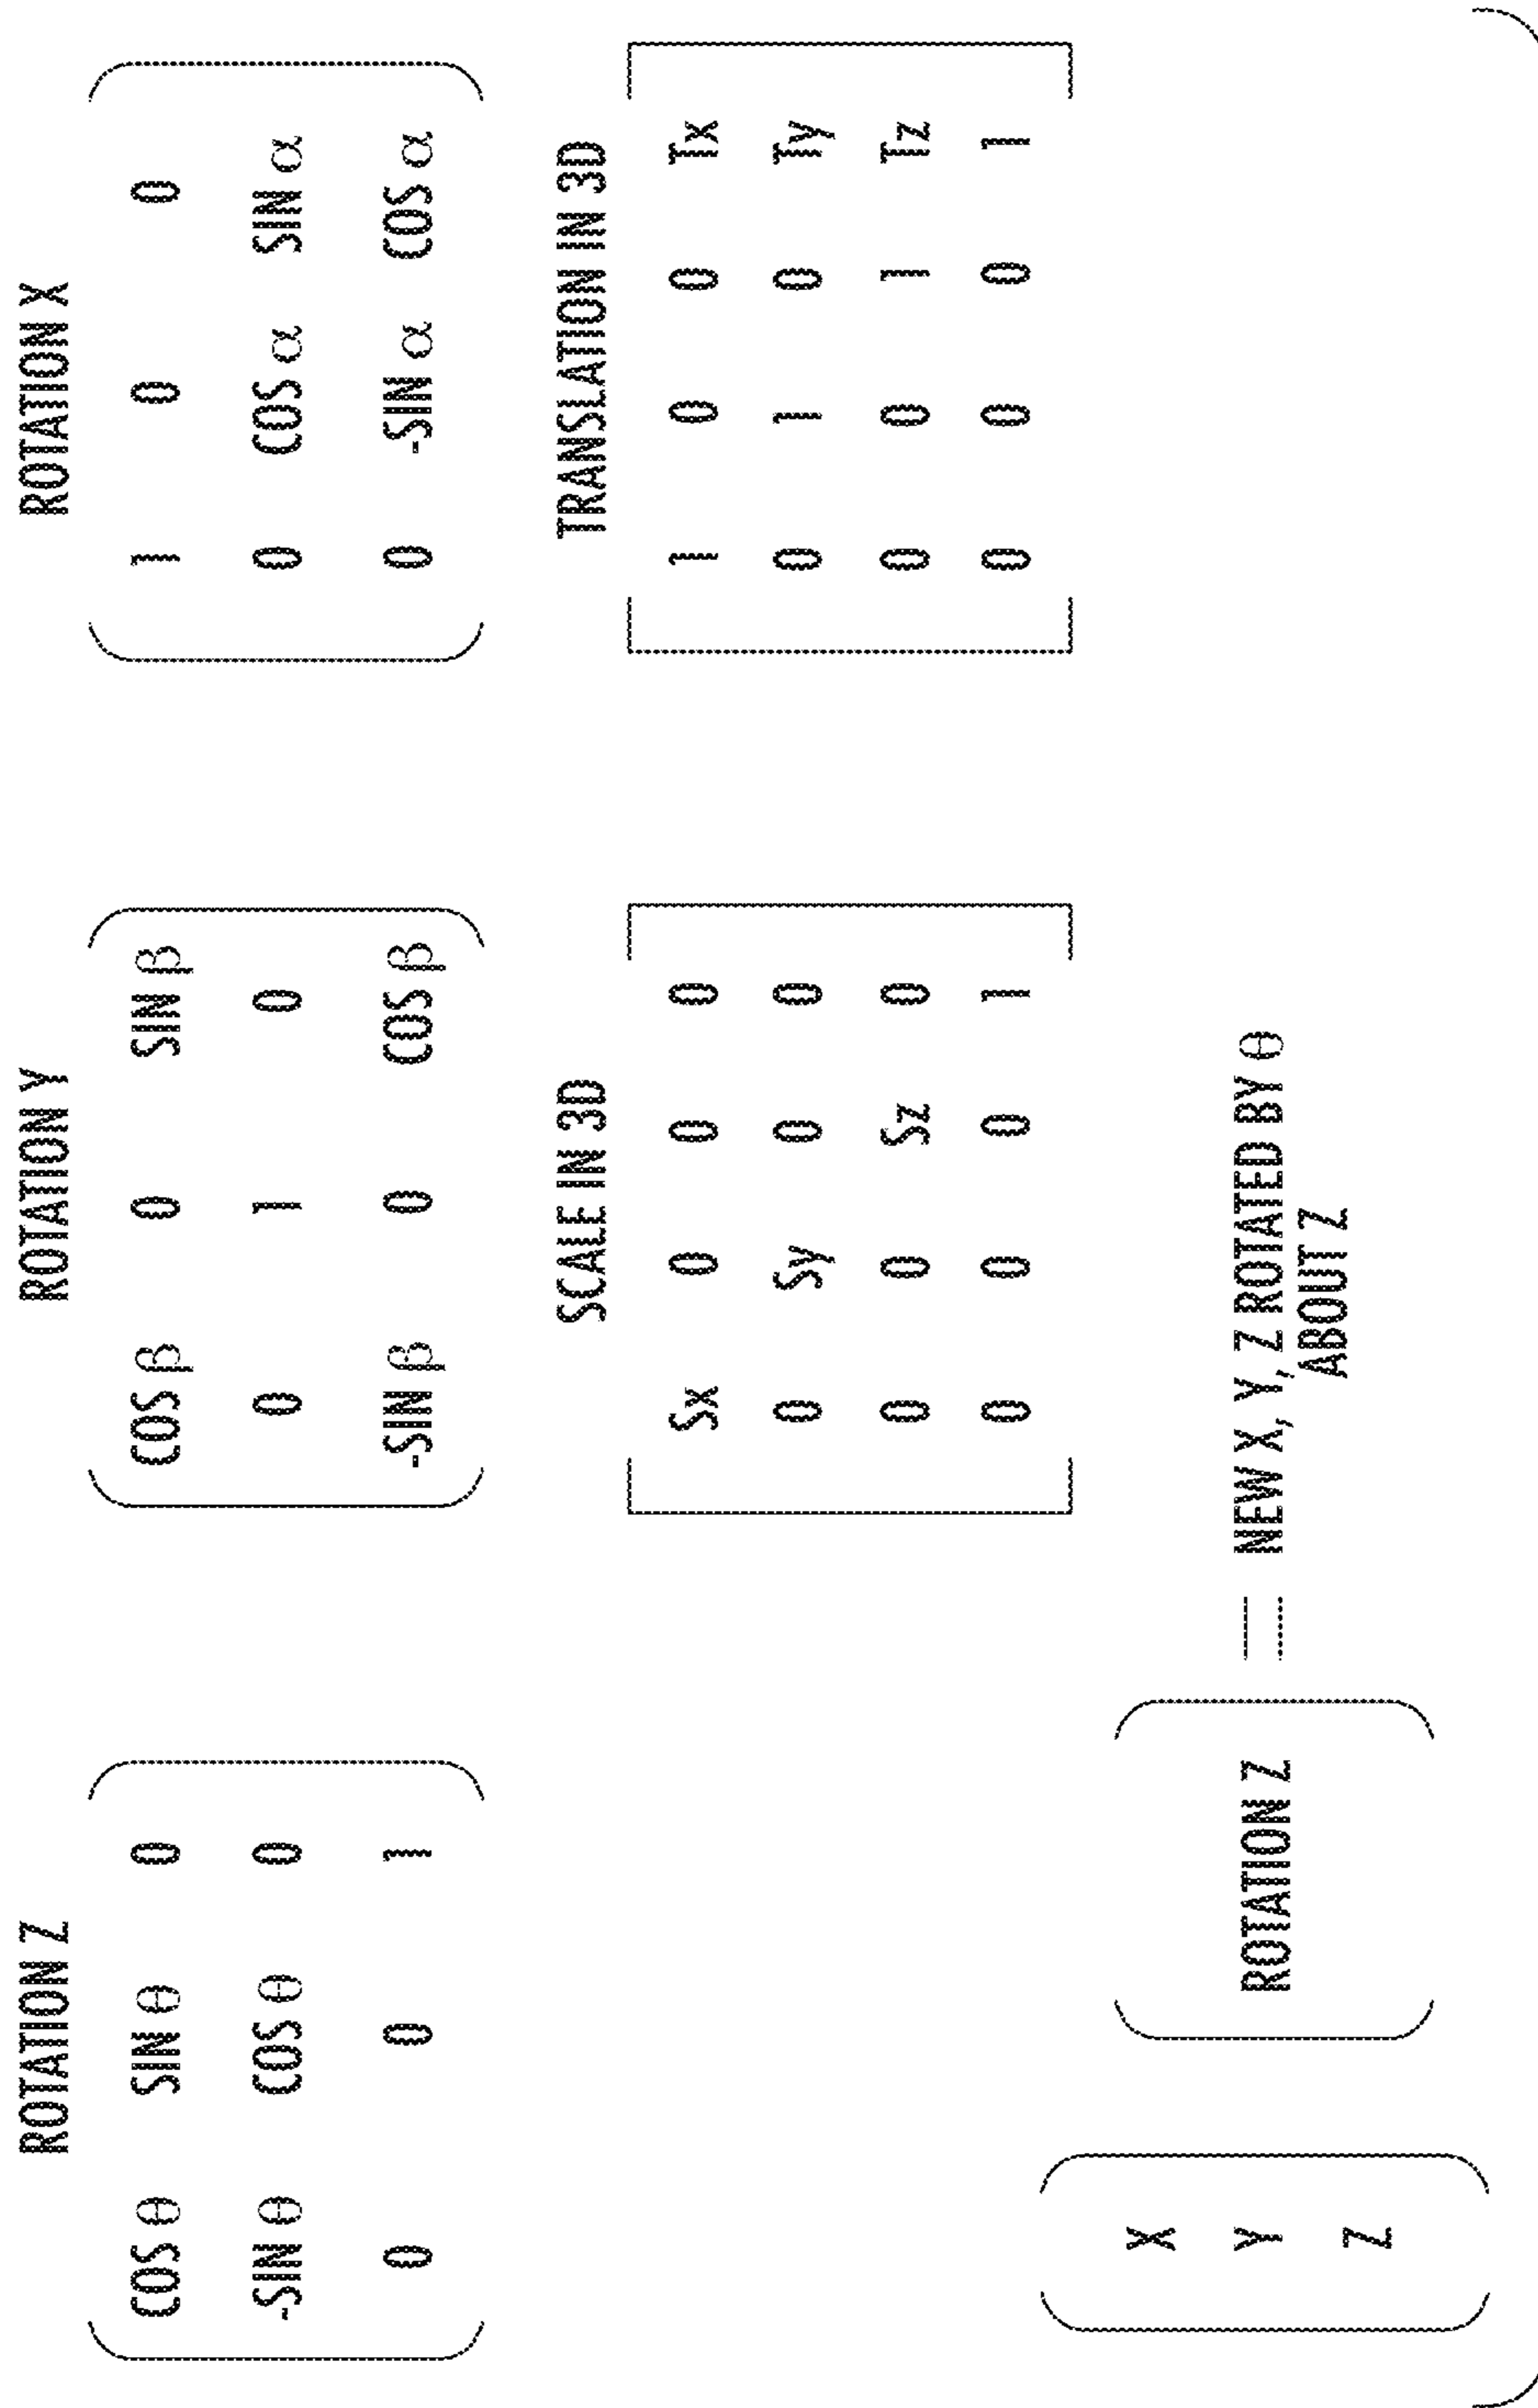 ROTATION Z
COS θ SIN θ 0
-SIN θ COS θ 0
0 0 1
ROTATION Y
COS β 0 SIN β
0 1 0
-SIN β 0 COS β
ROTATION X
1 0 0
0 COS α SIN α
0 -SIN α COS α
SCALE IN 3D
Sx 0 0 0
0 Sy 0 0
0 0 Sz 0
0 0 0 1
TRANSLATION IN 3D
1 0 0 Tx
0 1 0 Ty
0 0 1 Tz
0 0 0 1
X
Y
Z
ROTATION Z
= NEW X, Y, Z ROTATED BY θ
ABOUT Z